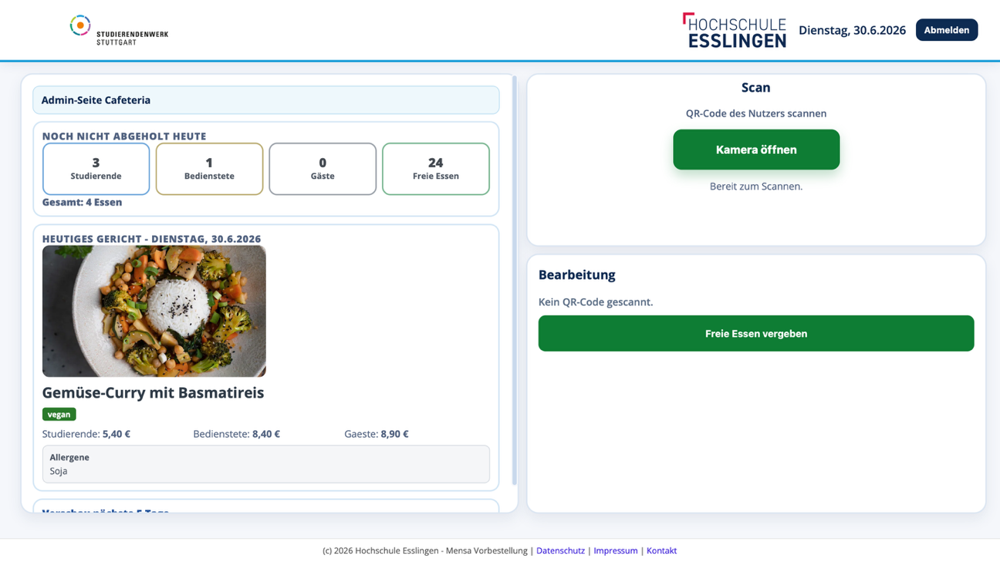 STUDIERENDENWERK
STUTTGART
HOCHSCHULE
ESSLINGEN
Dienstag, 30.6.2026
Abmelden
Admin-Seite Cafeteria
NOCH NICHT ABGEHOLT HEUTE
3
Studierende
1
Bedienstete
0
Gäste
24
Freie Essen
Gesamt: 4 Essen
HEUTIGES GERICHT - DIENSTAG, 30.6.2026
Gemüse-Curry mit Basmatireis
vegan
Studierende: 5,40 €
Bedienstete: 8,40 €
Gaeste: 8,90 €
Allergene
Soja
Vorschau nächste 5 Tage
Scan
QR-Code des Nutzers scannen
Kamera öffnen
Bereit zum Scannen.
Bearbeitung
Kein QR-Code gescannt.
Freie Essen vergeben
(c) 2026 Hochschule Esslingen - Mensa Vorbestellung | Datenschutz | Impressum | Kontakt